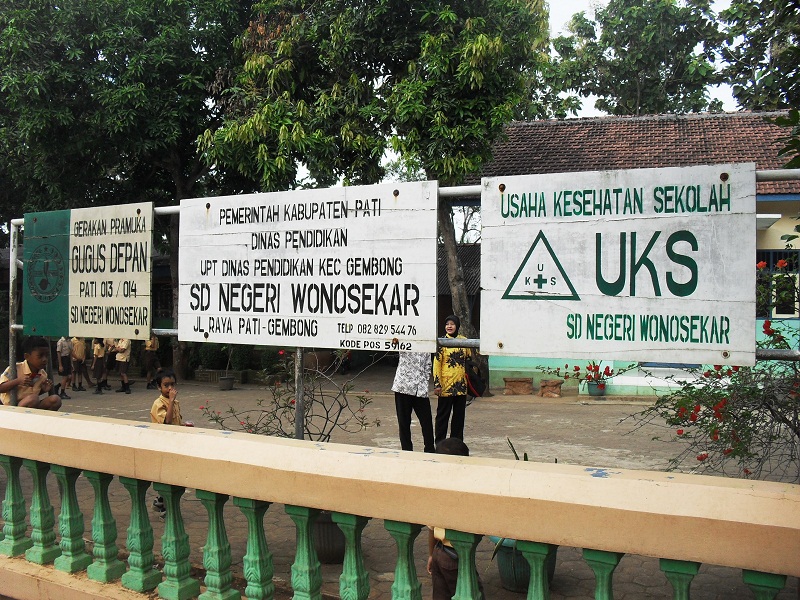 GERAKAN PRAMUKA
GUGUS DEPAN
PATI 013 / 014
SD NEGERI WONOSEKAR
PEMERINTAH KABUPATEN PATI
DINAS PENDIDIKAN
UPT DINAS PENDIDIKAN KEC GEMBONG
SD NEGERI WONOSEKAR
JL RAYA PATI-GEMBONG TELP 082 829 544 76
KODE POS 59162
USAHA KESEHATAN SEKOLAH
U K S
UKS
SD NEGERI WONOSEKAR